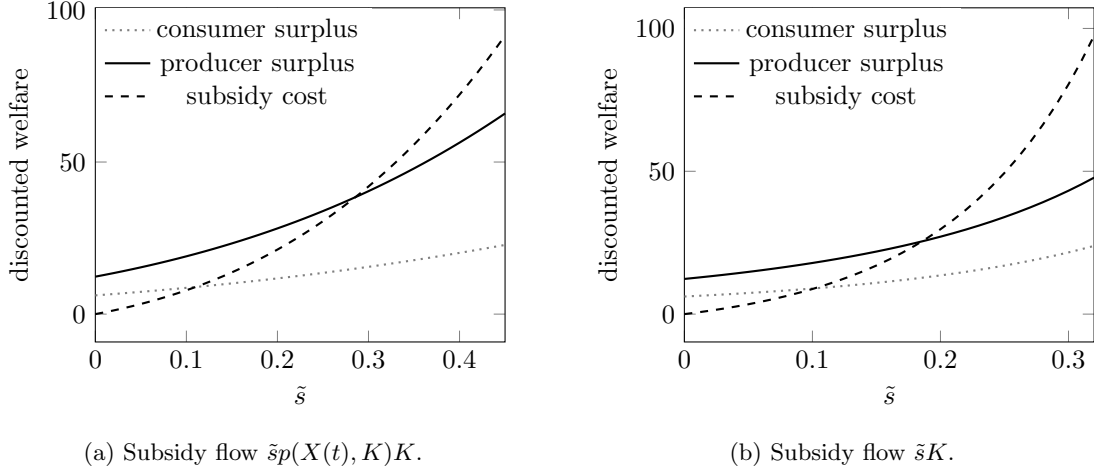 100
50
0
discounted welfare
consumer surplus
producer surplus
subsidy cost
0 0.1 0.2 0.3 0.4
s̃
(a) Subsidy flow s̃p(X(t), K)K.
100
50
0
discounted welfare
consumer surplus
producer surplus
subsidy cost
0 0.1 0.2 0.3
s̃
(b) Subsidy flow s̃K.